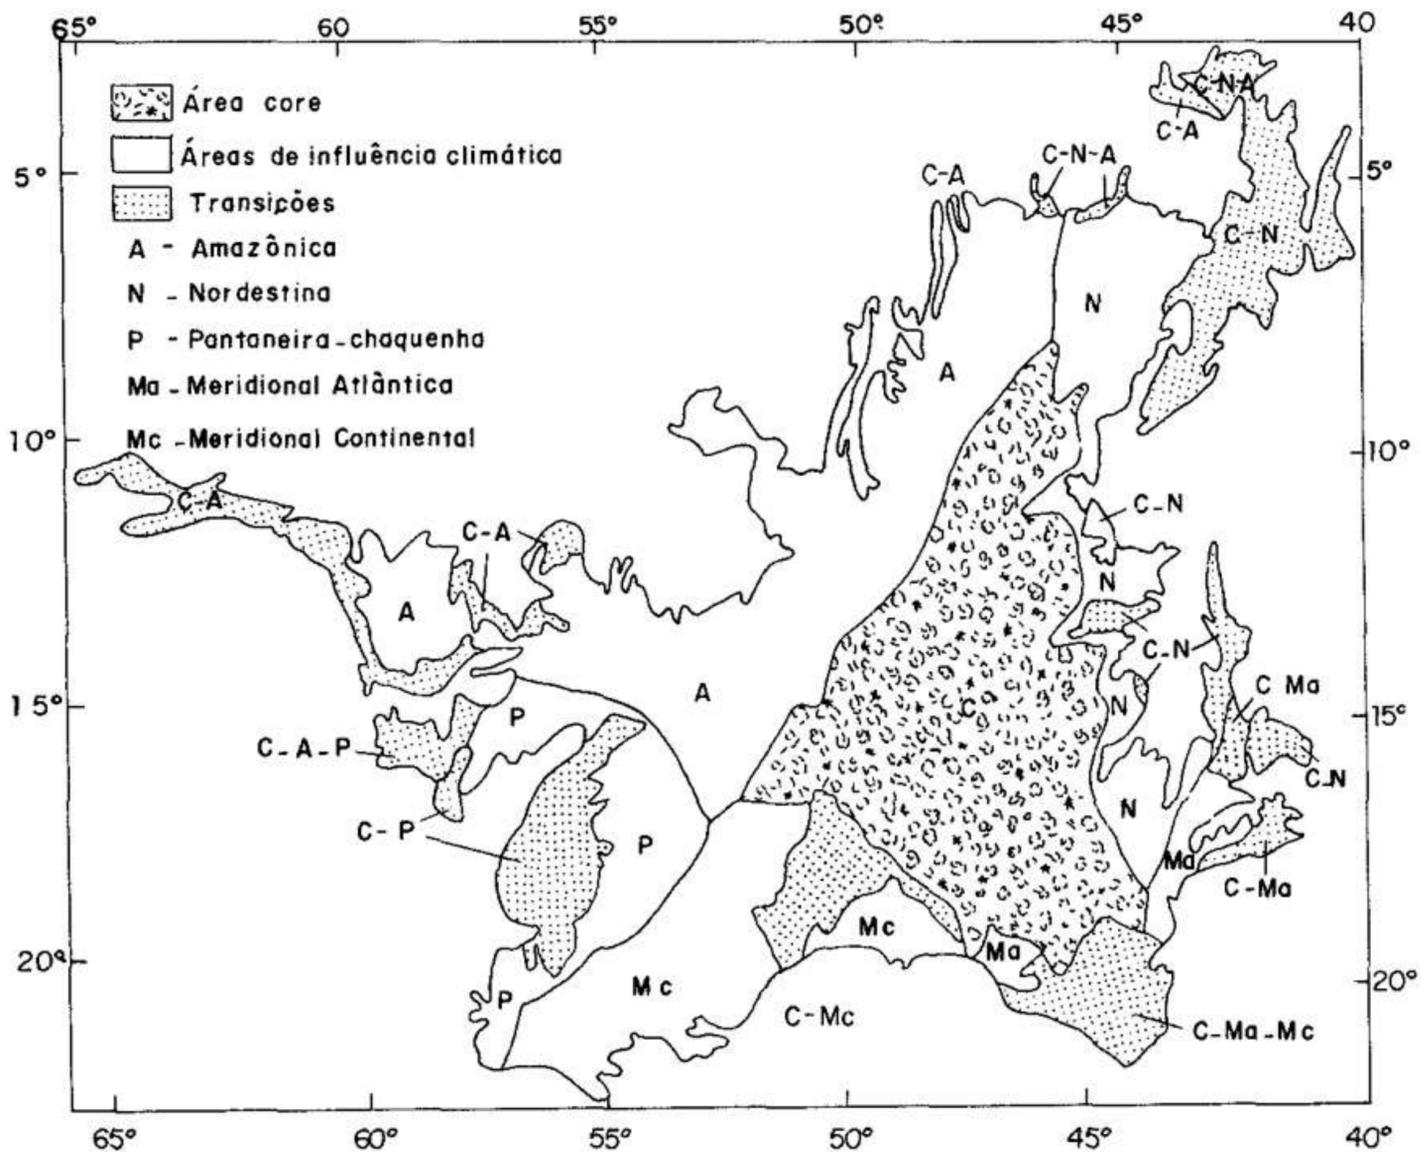 65° 60 55° 50° 45° 40
Área core
Áreas de influência climática
Transições
A - Amazônica
N - Nordestina
P - Pantaneira-chaquenha
Ma - Meridional Atlântica
Mc - Meridional Continental
C-N-A
C-A
C-N-A
C-A
5° 5°
C-N
N
A
10° 10°
C-A
C-N
C-A
N
A
C-N
A
C Ma
15° 15°
P
C
N
C-A-P
C-N
N
C-P
P
Ma
C-Ma
Mc
Ma
20° 20°
Mc
P
C-Mc
C-Ma-Mc
65° 60° 55° 50° 45° 40°